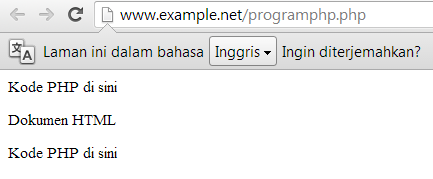 www.example.net/programphp.php
Laman ini dalam bahasa Inggris Ingin diterjemahkan?
Kode PHP di sini
Dokumen HTML
Kode PHP di sini